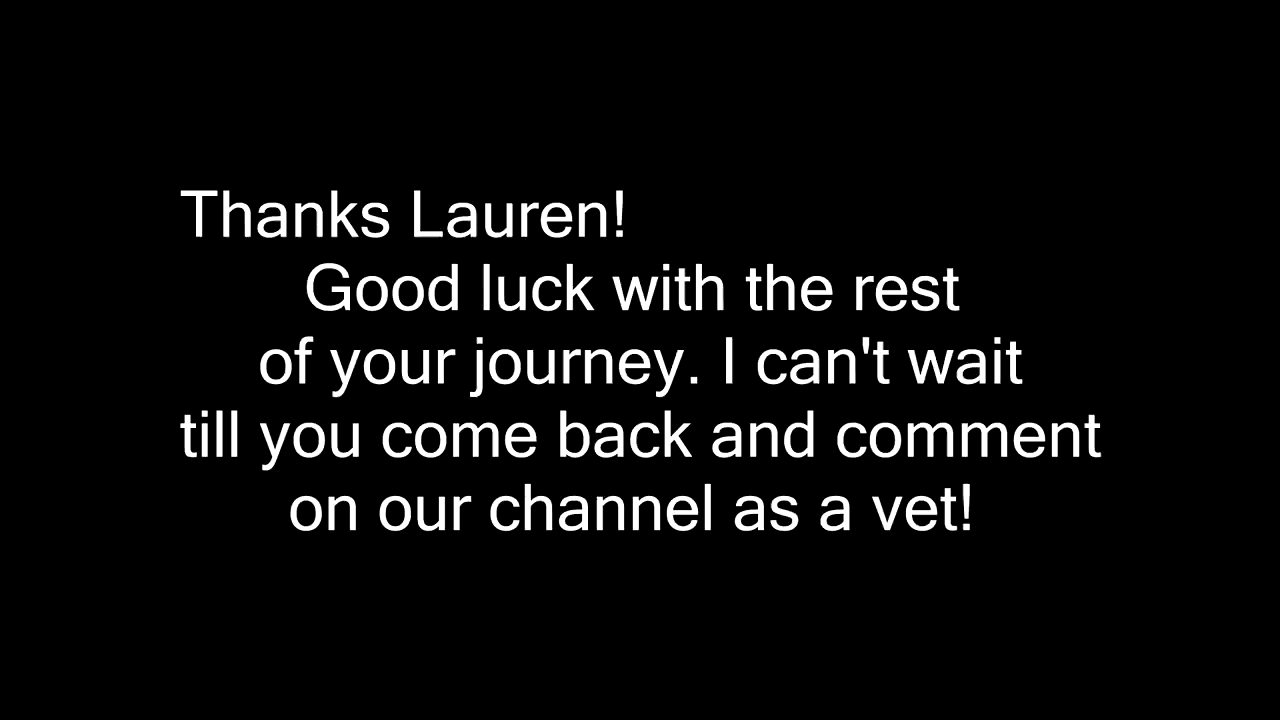 Thanks Lauren!
Good luck with the rest
of your journey. I can't wait
till you come back and comment
on our channel as a vet!